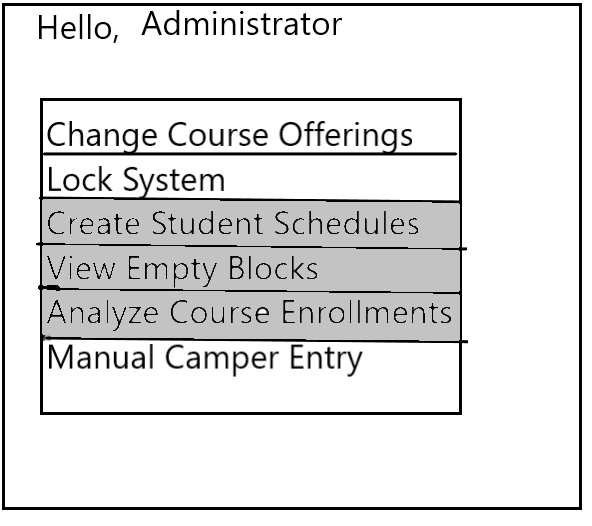 Hello, Administrator
Change Course Offerings
Lock System
Create Student Schedules
View Empty Blocks
Analyze Course Enrollments
Manual Camper Entry